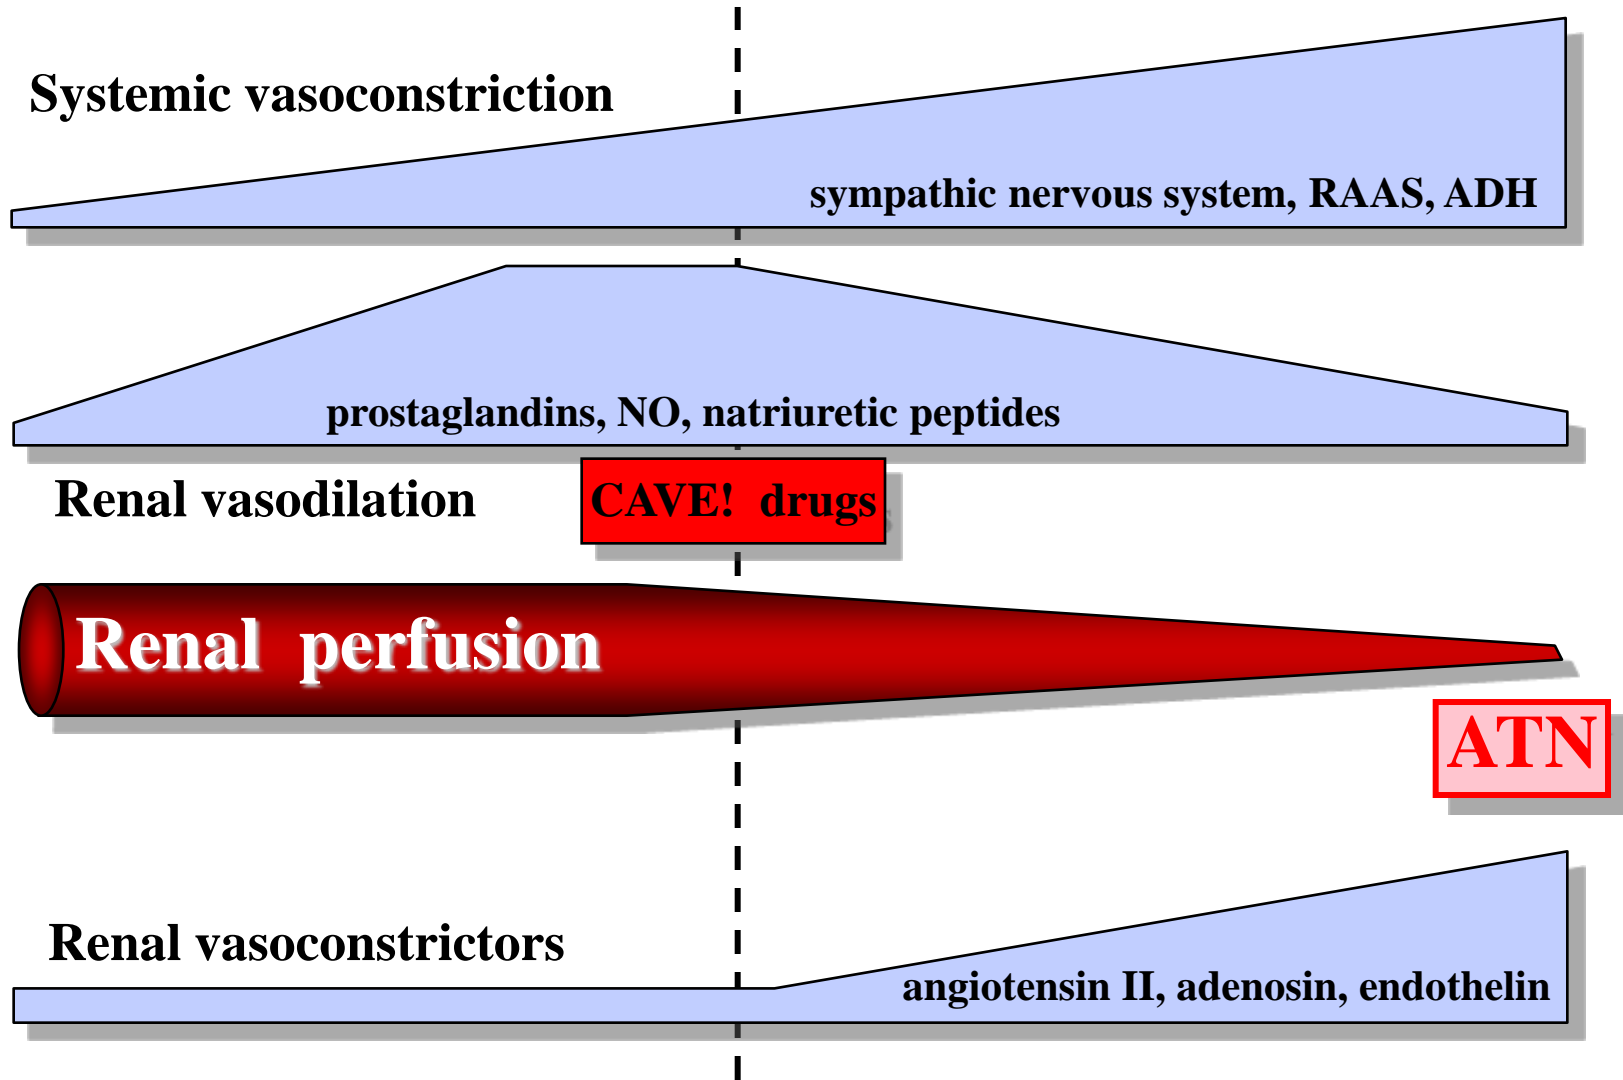 Systemic vasoconstriction
sympathic nervous system, RAAS, ADH
prostaglandins, NO, natriuretic peptides
Renal vasodilation
CAVE! drugs
Renal perfusion
ATN
Renal vasoconstrictors
angiotensin II, adenosin, endothelin